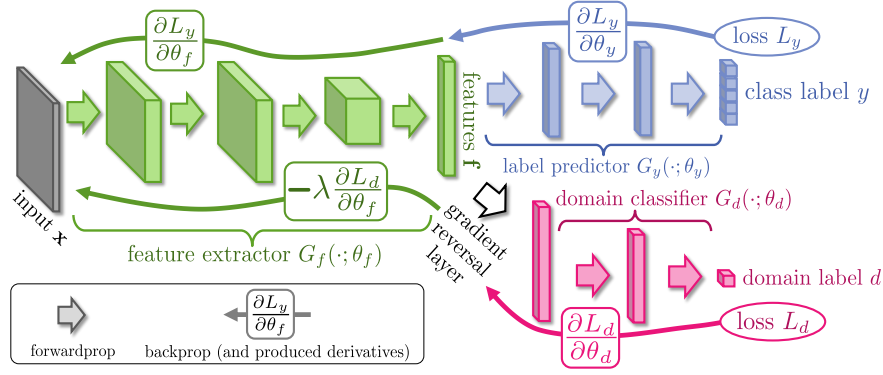 ∂L_y/∂θ_f
∂L_y/∂θ_y
loss L_y
features f
class label y
label predictor G_y(·;θ_y)
input x
−λ ∂L_d/∂θ_f
feature extractor G_f(·;θ_f)
gradient
reversal
layer
domain classifier G_d(·;θ_d)
domain label d
∂L_d/∂θ_d
loss L_d
forwardprop
∂L_y/∂θ_f
backprop (and produced derivatives)